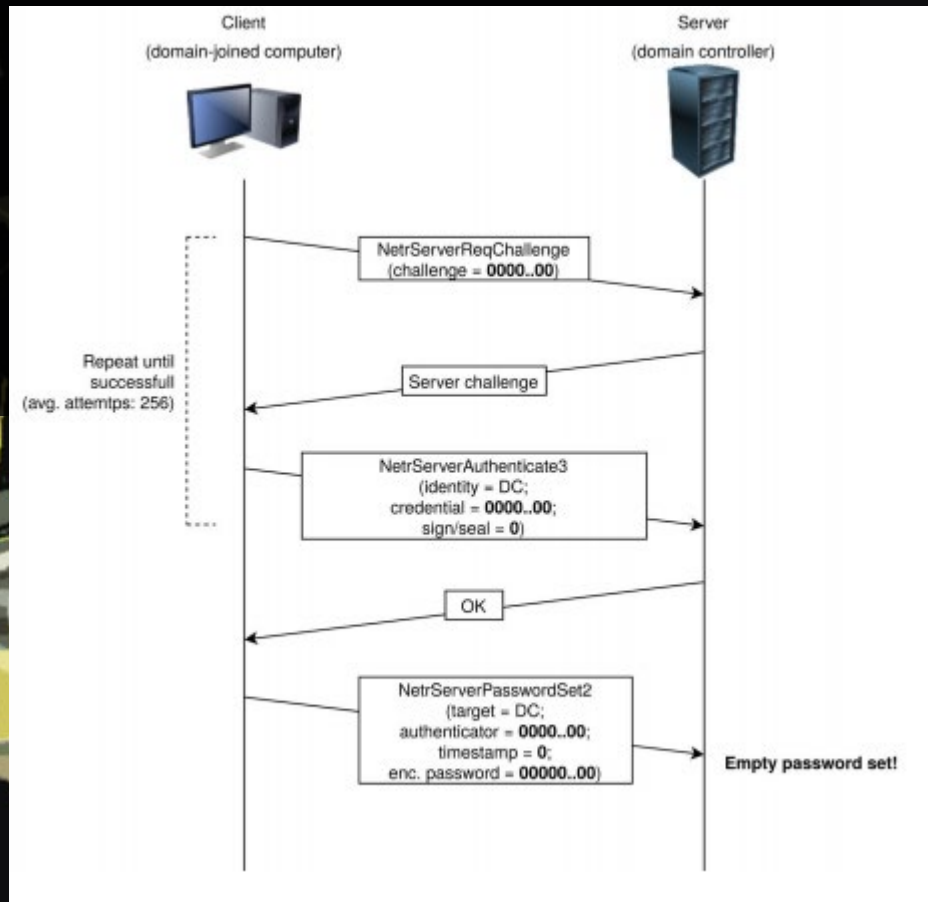 Client
(domain-joined computer)
Server
(domain controller)
NetrServerReqChallenge
(challenge = 0000..00)
Server challenge
Repeat until
successfull
(avg. attemtps: 256)
NetrServerAuthenticate3
(identity = DC;
credential = 0000..00;
sign/seal = 0)
OK
NetrServerPasswordSet2
(target = DC;
authenticator = 0000..00;
timestamp = 0;
enc. password = 00000..00)
Empty password set!